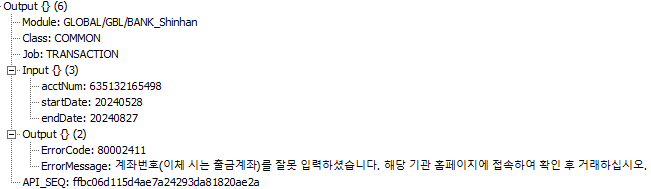 Output {} (6)
Module: GLOBAL/GBL/BANK_Shinhan
Class: COMMON
Job: TRANSACTION
Input {} (3)
acctNum: 635132165498
startDate: 20240528
endDate: 20240827
Output {} (2)
ErrorCode: 80002411
ErrorMessage: 계좌번호(이체 시는 출금계좌)를 잘못 입력하셨습니다. 해당 기관 홈페이지에 접속하여 확인 후 거래하십시오.
API_SEQ: ffbc06d115d4ae7a24293da81820ae2a